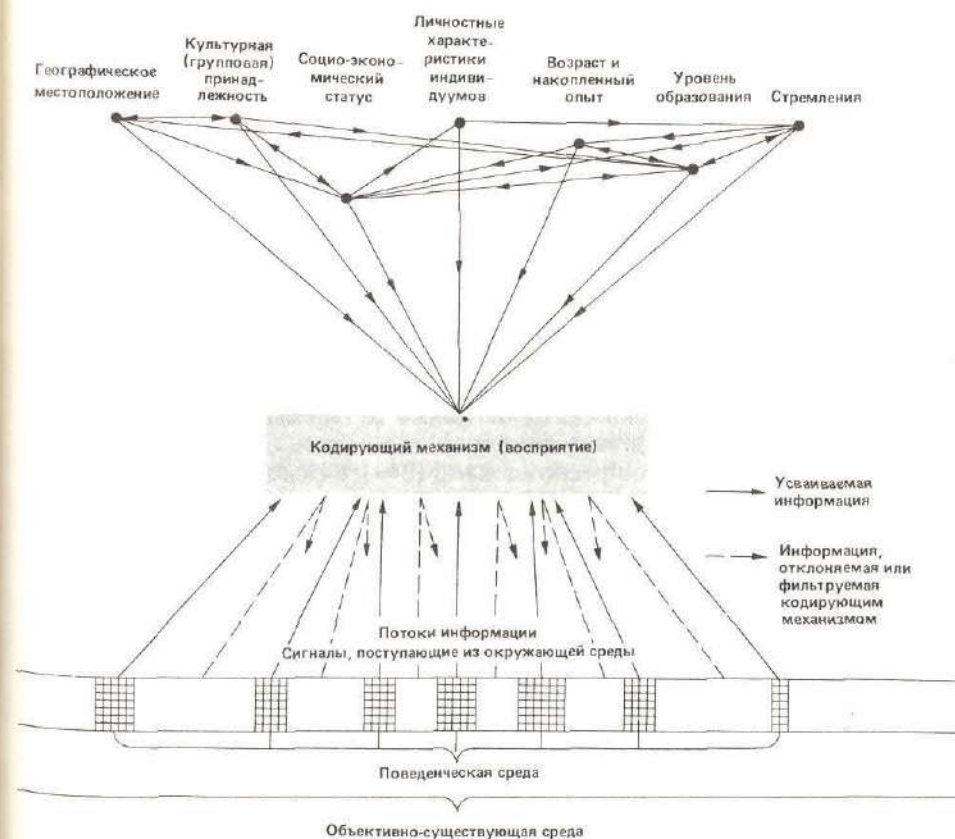 Географическое
местоположение
Культурная
(групповая)
принад-
лежность
Социо-эконо-
мический
статус
Личностные
характе-
ристики
индиви-
дуумов
Возраст и
накопленный
опыт
Уровень
образования
Стремления
Кодирующий механизм (восприятие)
Усваиваемая
информация
Информация,
отклоняемая или
фильтруемая
кодирующим
механизмом
Потоки информации
Сигналы, поступающие из окружающей среды
Поведенческая среда
Объективно-существующая среда